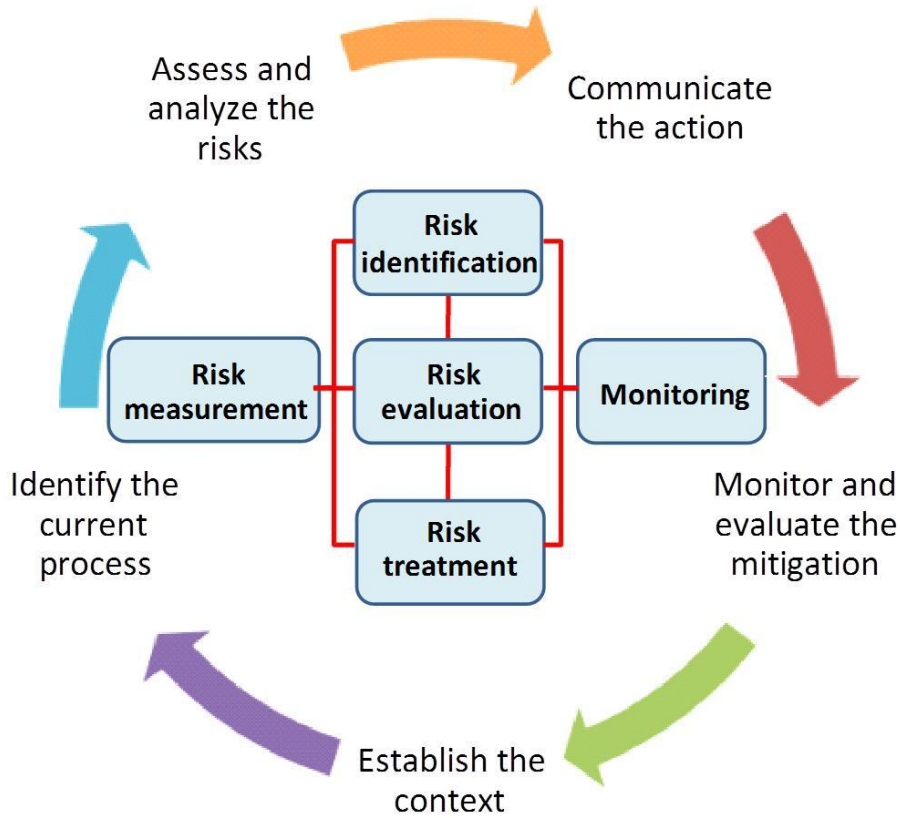 Assess and
analyze the
risks
Communicate
the action
Risk
identification
Risk
measurement
Risk
evaluation
Monitoring
Risk
treatment
Identify the
current
process
Monitor and
evaluate the
mitigation
Establish the
context